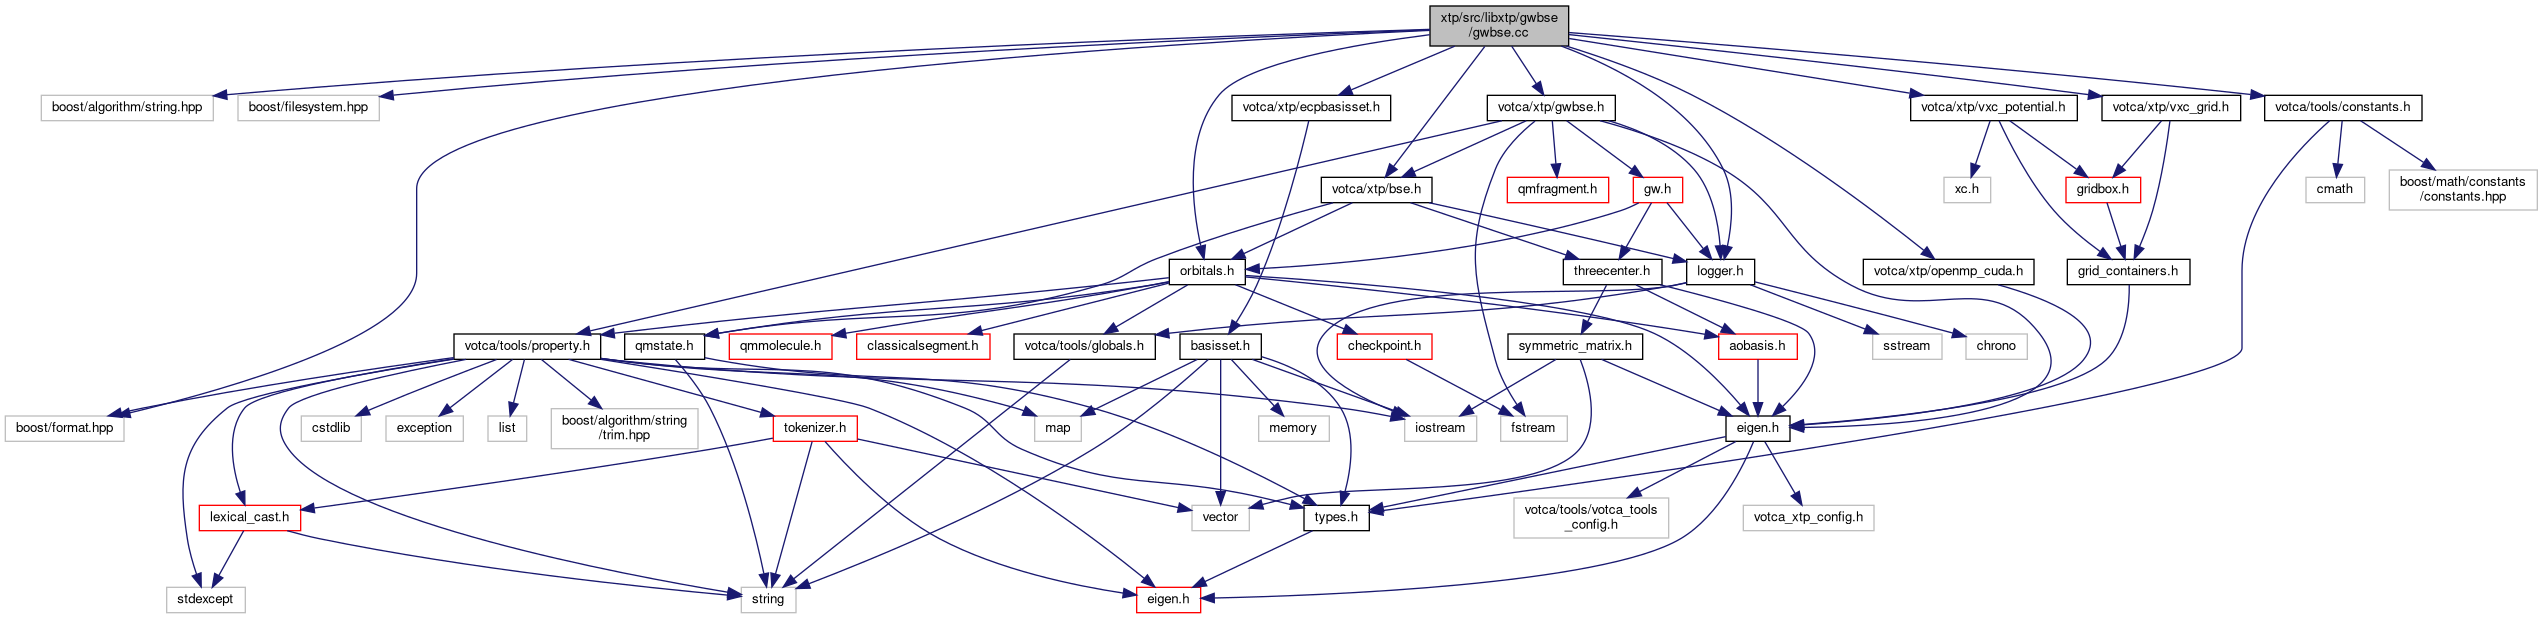 xtp/src/libxtp/gwbse
/gwbse.cc
boost/algorithm/string.hpp
boost/filesystem.hpp
votca/xtp/ecpbasisset.h
votca/xtp/gwbse.h
votca/xtp/vxc_potential.h
votca/xtp/vxc_grid.h
votca/tools/constants.h
votca/xtp/bse.h
qmfragment.h
gw.h
xc.h
gridbox.h
cmath
boost/math/constants
/constants.hpp
orbitals.h
threecenter.h
logger.h
votca/xtp/openmp_cuda.h
grid_containers.h
votca/tools/property.h
qmstate.h
qmmolecule.h
classicalsegment.h
votca/tools/globals.h
basisset.h
checkpoint.h
symmetric_matrix.h
aobasis.h
sstream
chrono
boost/format.hpp
cstdlib
exception
list
boost/algorithm/string
/trim.hpp
tokenizer.h
map
memory
iostream
fstream
eigen.h
lexical_cast.h
vector
types.h
votca/tools/votca_tools
_config.h
votca_xtp_config.h
stdexcept
string
eigen.h